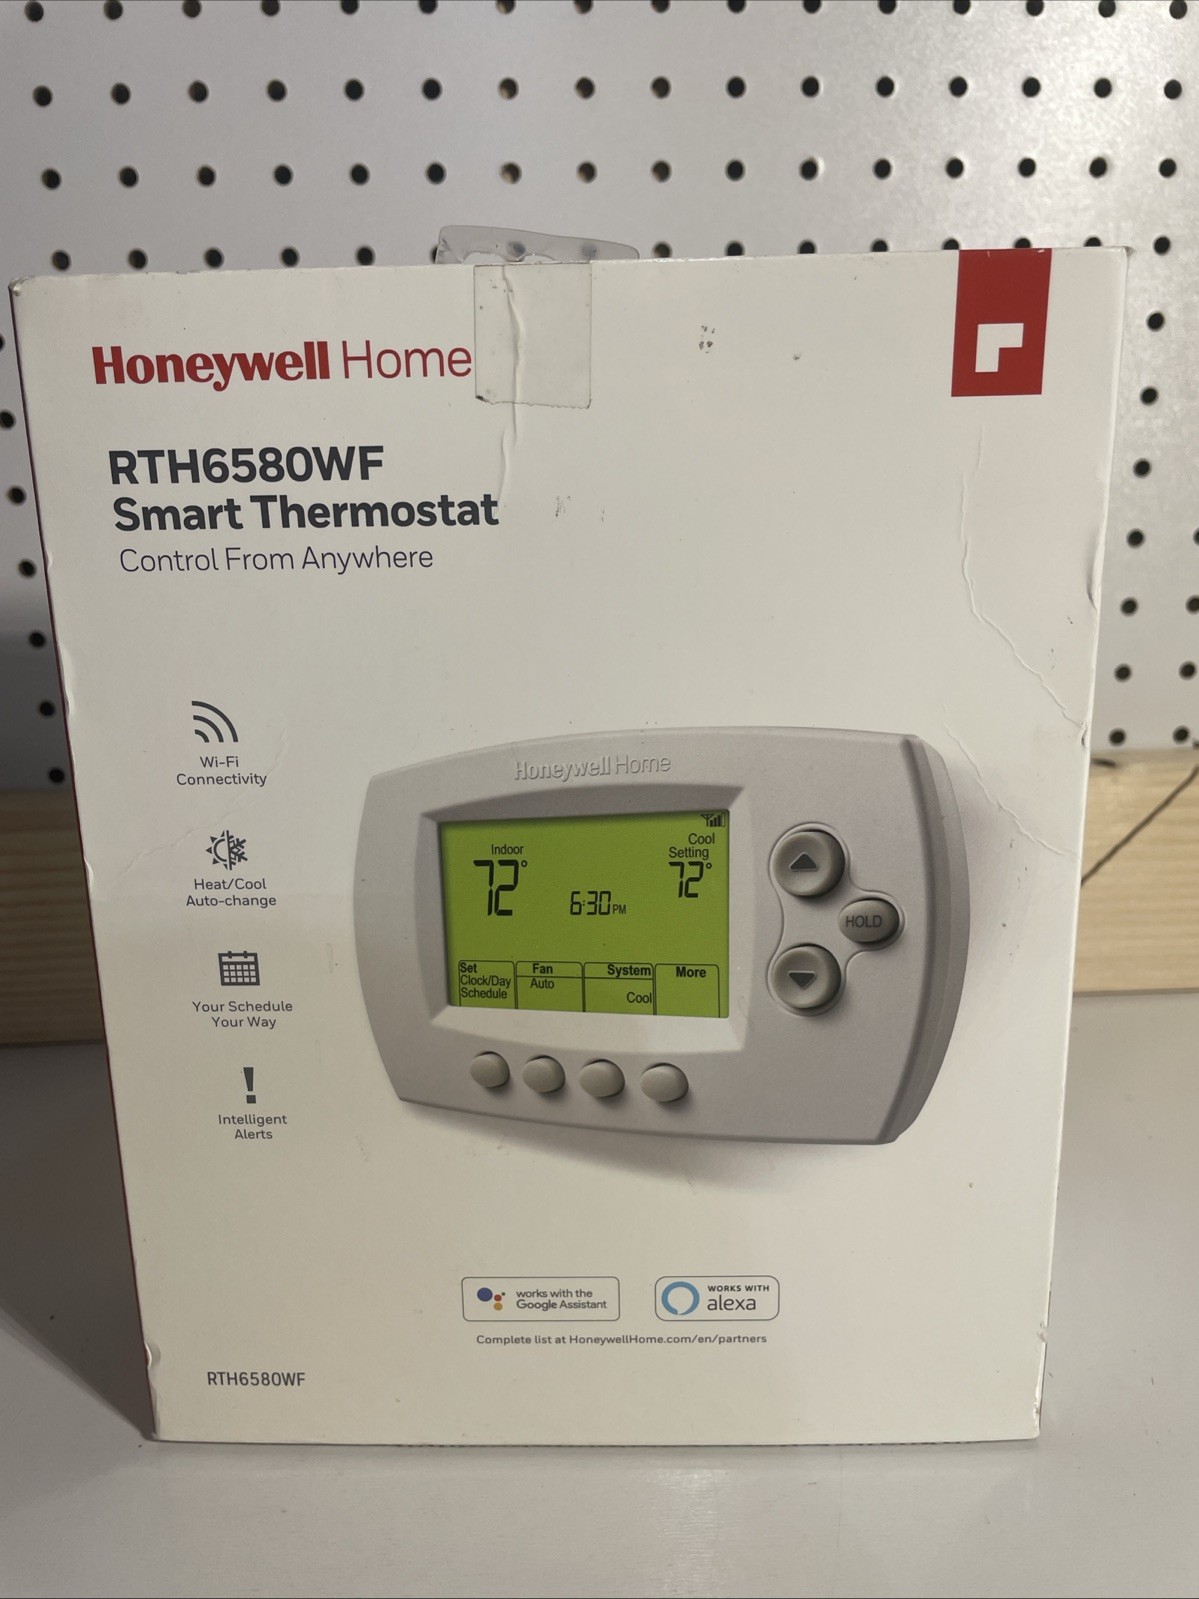 Honeywell Home
RTH6580WF
Smart Thermostat
Control From Anywhere
Wi-Fi
Connectivity
Heat/Cool
Auto-change
Your Schedule
Your Way
Intelligent
Alerts
Honeywell Home
Indoor
72°
6:30 PM
Cool
Setting
72°
Set
Clock/Day
Schedule
Fan
Auto
System
Cool
More
HOLD
works with the
Google Assistant
WORKS WITH
alexa
Complete list at HoneywellHome.com/en/partners
RTH6580WF